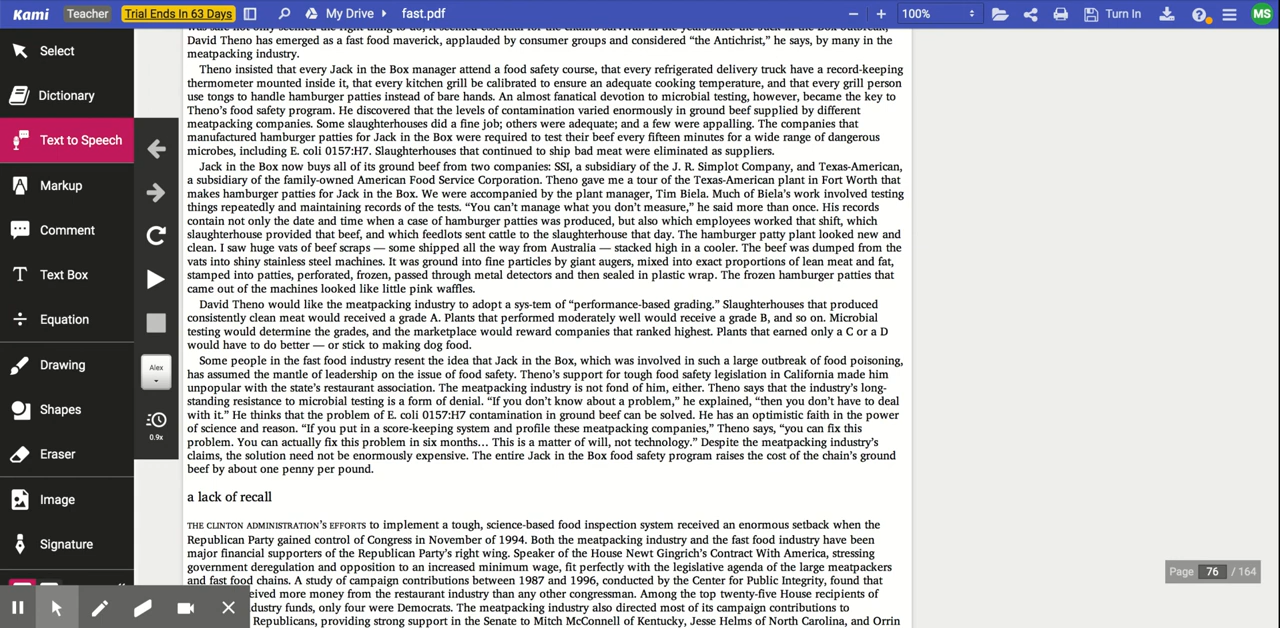 Kami
Teacher
Trial Ends In 63 Days
My Drive
fast.pdf
100%
Turn In
MS
Select
Dictionary
Text to Speech
Markup
Comment
Text Box
Equation
Drawing
Shapes
Eraser
Image
Signature
Alex
0.9x
David Theno has emerged as a fast food maverick, applauded by consumer groups and considered “the Antichrist,” he says, by many in the
meatpacking industry.
Theno insisted that every Jack in the Box manager attend a food safety course, that every refrigerated delivery truck have a record-keeping
thermometer mounted inside it, that every kitchen grill be calibrated to ensure an adequate cooking temperature, and that every grill person
use tongs to handle hamburger patties instead of bare hands. An almost fanatical devotion to microbial testing, however, became the key to
Theno’s food safety program. He discovered that the levels of contamination varied enormously in ground beef supplied by different
meatpacking companies. Some slaughterhouses did a fine job; others were adequate; and a few were appalling. The companies that
manufactured hamburger patties for Jack in the Box were required to test their beef every fifteen minutes for a wide range of dangerous
microbes, including E. coli 0157:H7. Slaughterhouses that continued to ship bad meat were eliminated as suppliers.
Jack in the Box now buys all of its ground beef from two companies: SSI, a subsidiary of the J. R. Simplot Company, and Texas-American,
a subsidiary of the family-owned American Food Service Corporation. Theno gave me a tour of the Texas-American plant in Fort Worth that
makes hamburger patties for Jack in the Box. We were accompanied by the plant manager, Tim Biela. Much of Biela’s work involved testing
things repeatedly and maintaining records of the tests. “You can’t manage what you don’t measure,” he said more than once. His records
contain not only the date and time when a case of hamburger patties was produced, but also which employees worked that shift, which
slaughterhouse provided that beef, and which feedlots sent cattle to the slaughterhouse that day. The hamburger patty plant looked new and
clean. I saw huge vats of beef scraps — some shipped all the way from Australia — stacked high in a cooler. The beef was dumped from the
vats into shiny stainless steel machines. It was ground into fine particles by giant augers, mixed into exact proportions of lean meat and fat,
stamped into patties, perforated, frozen, passed through metal detectors and then sealed in plastic wrap. The frozen hamburger patties that
came out of the machines looked like little pink waffles.
David Theno would like the meatpacking industry to adopt a sys-tem of “performance-based grading.” Slaughterhouses that produced
consistently clean meat would received a grade A. Plants that performed moderately well would receive a grade B, and so on. Microbial
testing would determine the grades, and the marketplace would reward companies that ranked highest. Plants that earned only a C or a D
would have to do better — or stick to making dog food.
Some people in the fast food industry resent the idea that Jack in the Box, which was involved in such a large outbreak of food poisoning,
has assumed the mantle of leadership on the issue of food safety. Theno’s support for tough food safety legislation in California made him
unpopular with the state’s restaurant association. The meatpacking industry is not fond of him, either. Theno says that the industry’s long-
standing resistance to microbial testing is a form of denial. “If you don’t know about a problem,” he explained, “then you don’t have to deal
with it.” He thinks that the problem of E. coli 0157:H7 contamination in ground beef can be solved. He has an optimistic faith in the power
of science and reason. “If you put in a score-keeping system and profile these meatpacking companies,” Theno says, “you can fix this
problem. You can actually fix this problem in six months… This is a matter of will, not technology.” Despite the meatpacking industry’s
claims, the solution need not be enormously expensive. The entire Jack in the Box food safety program raises the cost of the chain’s ground
beef by about one penny per pound.
a lack of recall
THE CLINTON ADMINISTRATION’S EFFORTS to implement a tough, science-based food inspection system received an enormous setback when the
Republican Party gained control of Congress in November of 1994. Both the meatpacking industry and the fast food industry have been
major financial supporters of the Republican Party’s right wing. Speaker of the House Newt Gingrich’s Contract With America, stressing
government deregulation and opposition to an increased minimum wage, fit perfectly with the legislative agenda of the large meatpackers
and fast food chains. A study of campaign contributions between 1987 and 1996, conducted by the Center for Public Integrity, found that
more money from the restaurant industry than any other congressman. Among the top twenty-five House recipients of
funds, only four were Democrats. The meatpacking industry also directed most of its campaign contributions to
Republicans, providing strong support in the Senate to Mitch McConnell of Kentucky, Jesse Helms of North Carolina, and Orrin
Page 76 / 164